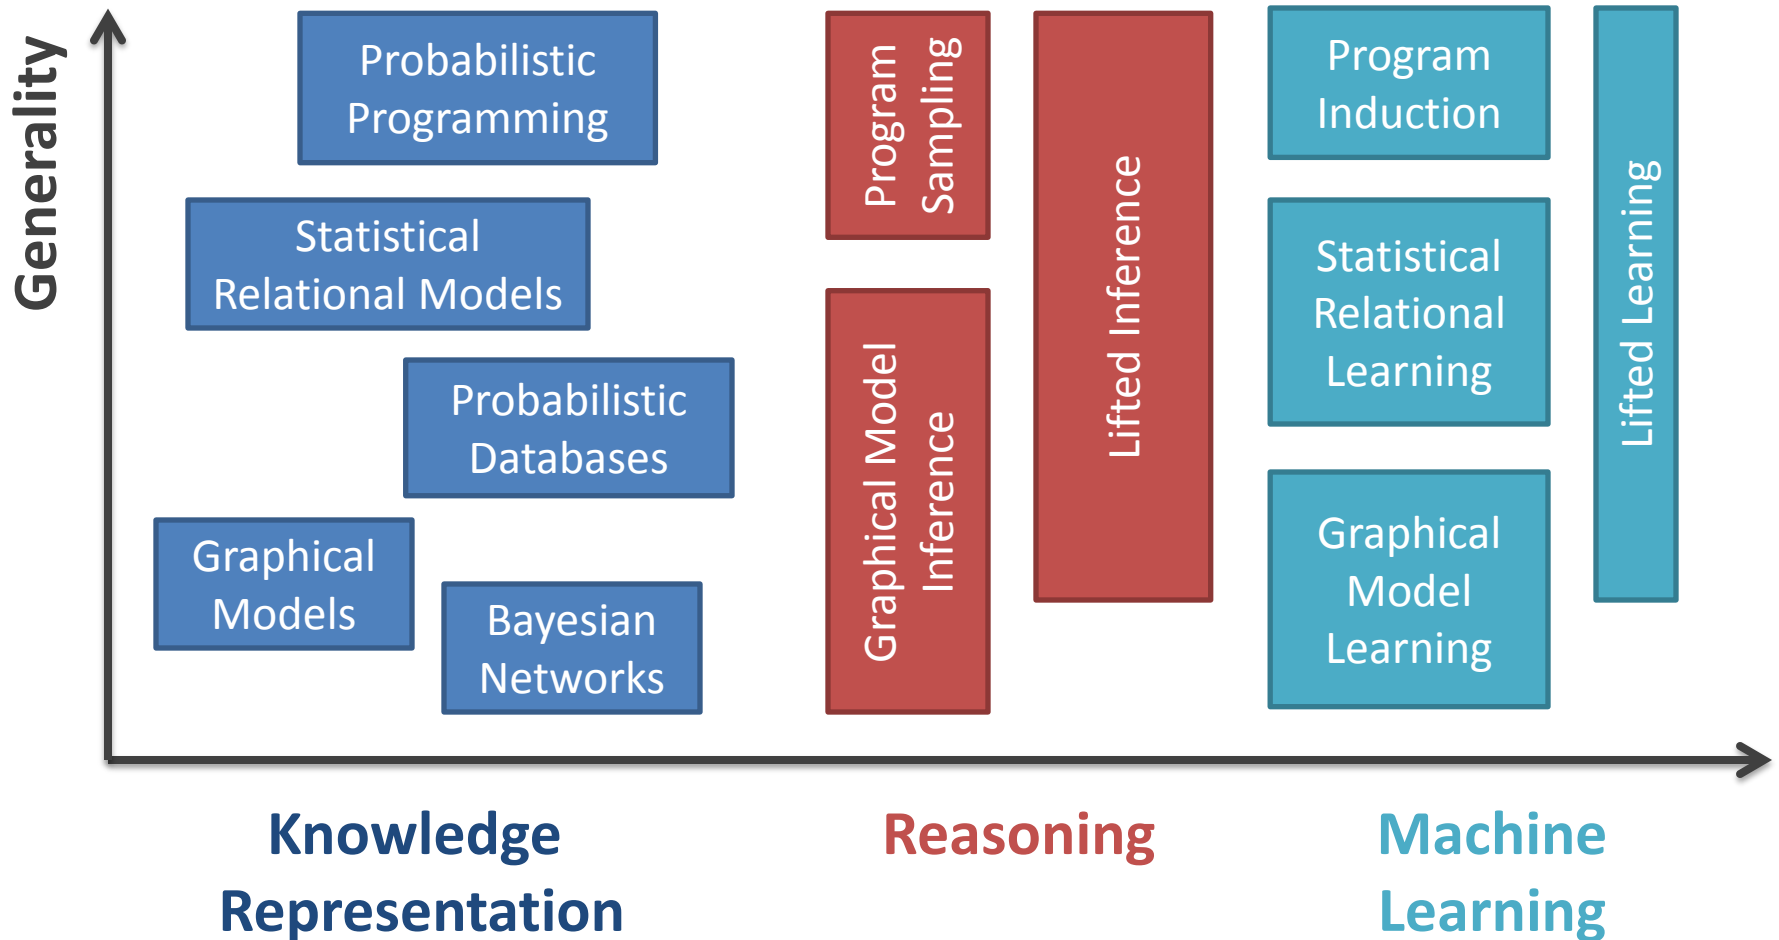 Generality
Probabilistic
Programming
Statistical
Relational Models
Probabilistic
Databases
Graphical
Models
Bayesian
Networks
Program
Sampling
Graphical Model
Inference
Lifted Inference
Program
Induction
Statistical
Relational
Learning
Graphical
Model
Learning
Lifted Learning
Knowledge
Representation
Reasoning
Machine
Learning